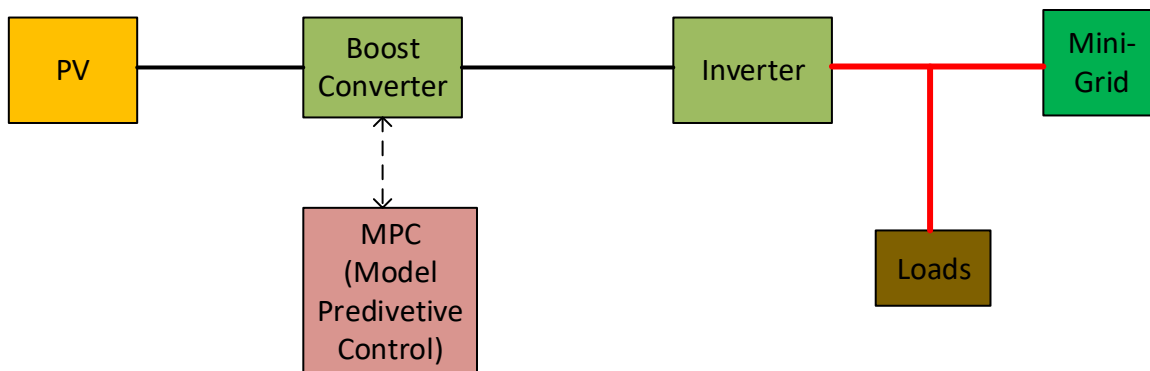 PV
Boost
Converter
Inverter
Mini-
Grid
MPC
(Model
Predivetive
Control)
Loads